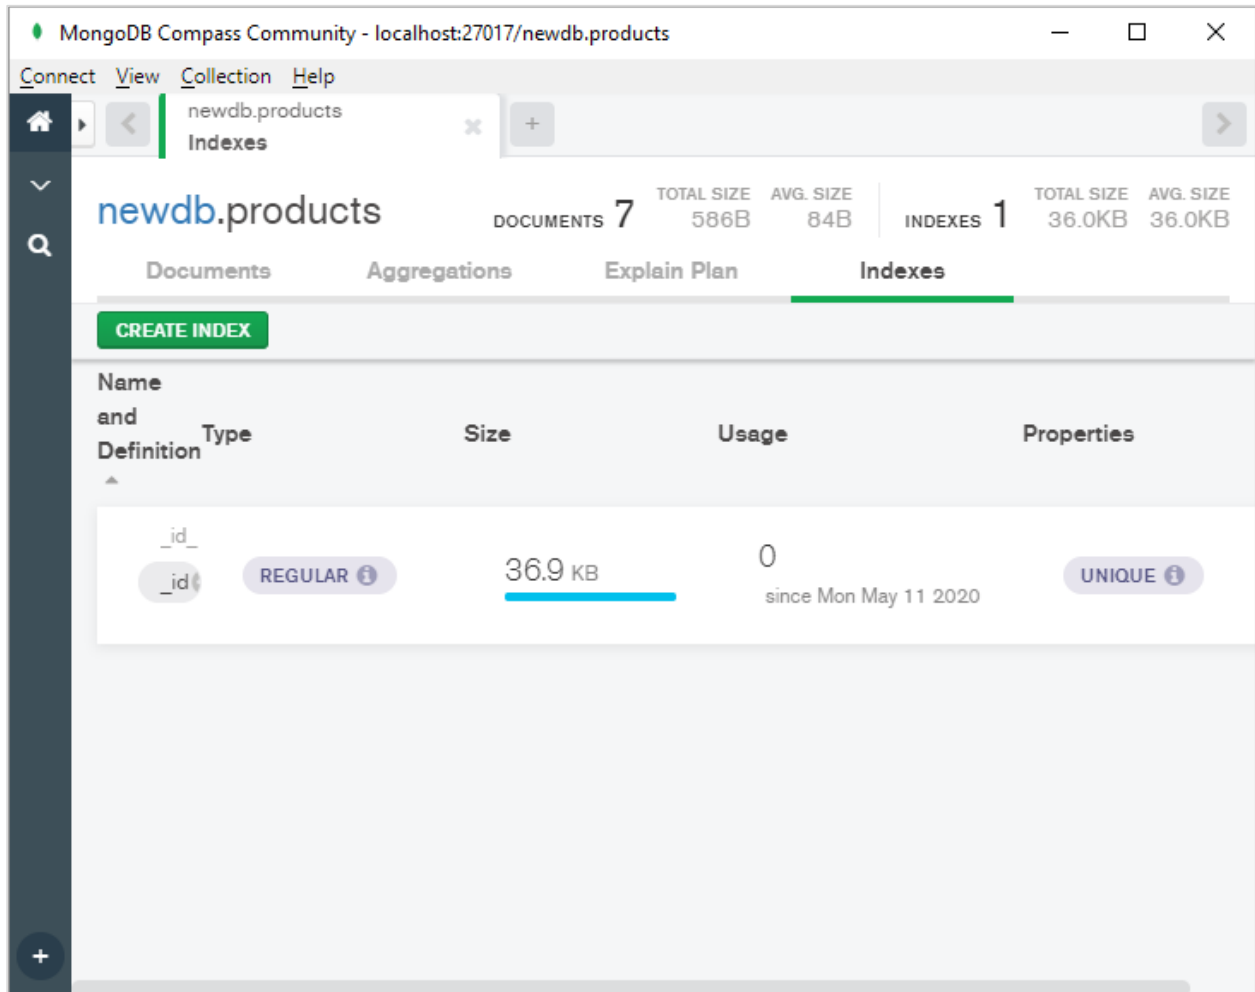 MongoDB Compass Community - localhost:27017/newdb.products
Connect View Collection Help
newdb.products
Indexes
newdb.products
DOCUMENTS 7
TOTAL SIZE AVG. SIZE
586B 84B
INDEXES 1
TOTAL SIZE AVG. SIZE
36.0KB 36.0KB
Documents Aggregations Explain Plan Indexes
CREATE INDEX
Name
and
Definition
Type Size Usage Properties
_id_
_id
REGULAR
36.9 KB
0
since Mon May 11 2020
UNIQUE